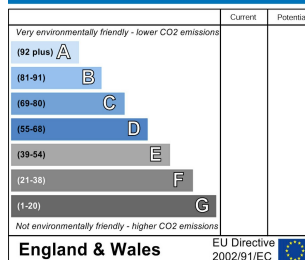 Current Potentia
Very environmentally friendly - lower CO2 emissions
(92 plus) A
(81-91) B
(69-80) C
(55-68) D
(39-54) E
(21-38) F
(1-20) G
Not environmentally friendly - higher CO2 emissions
England & Wales
EU Directive
2002/91/EC